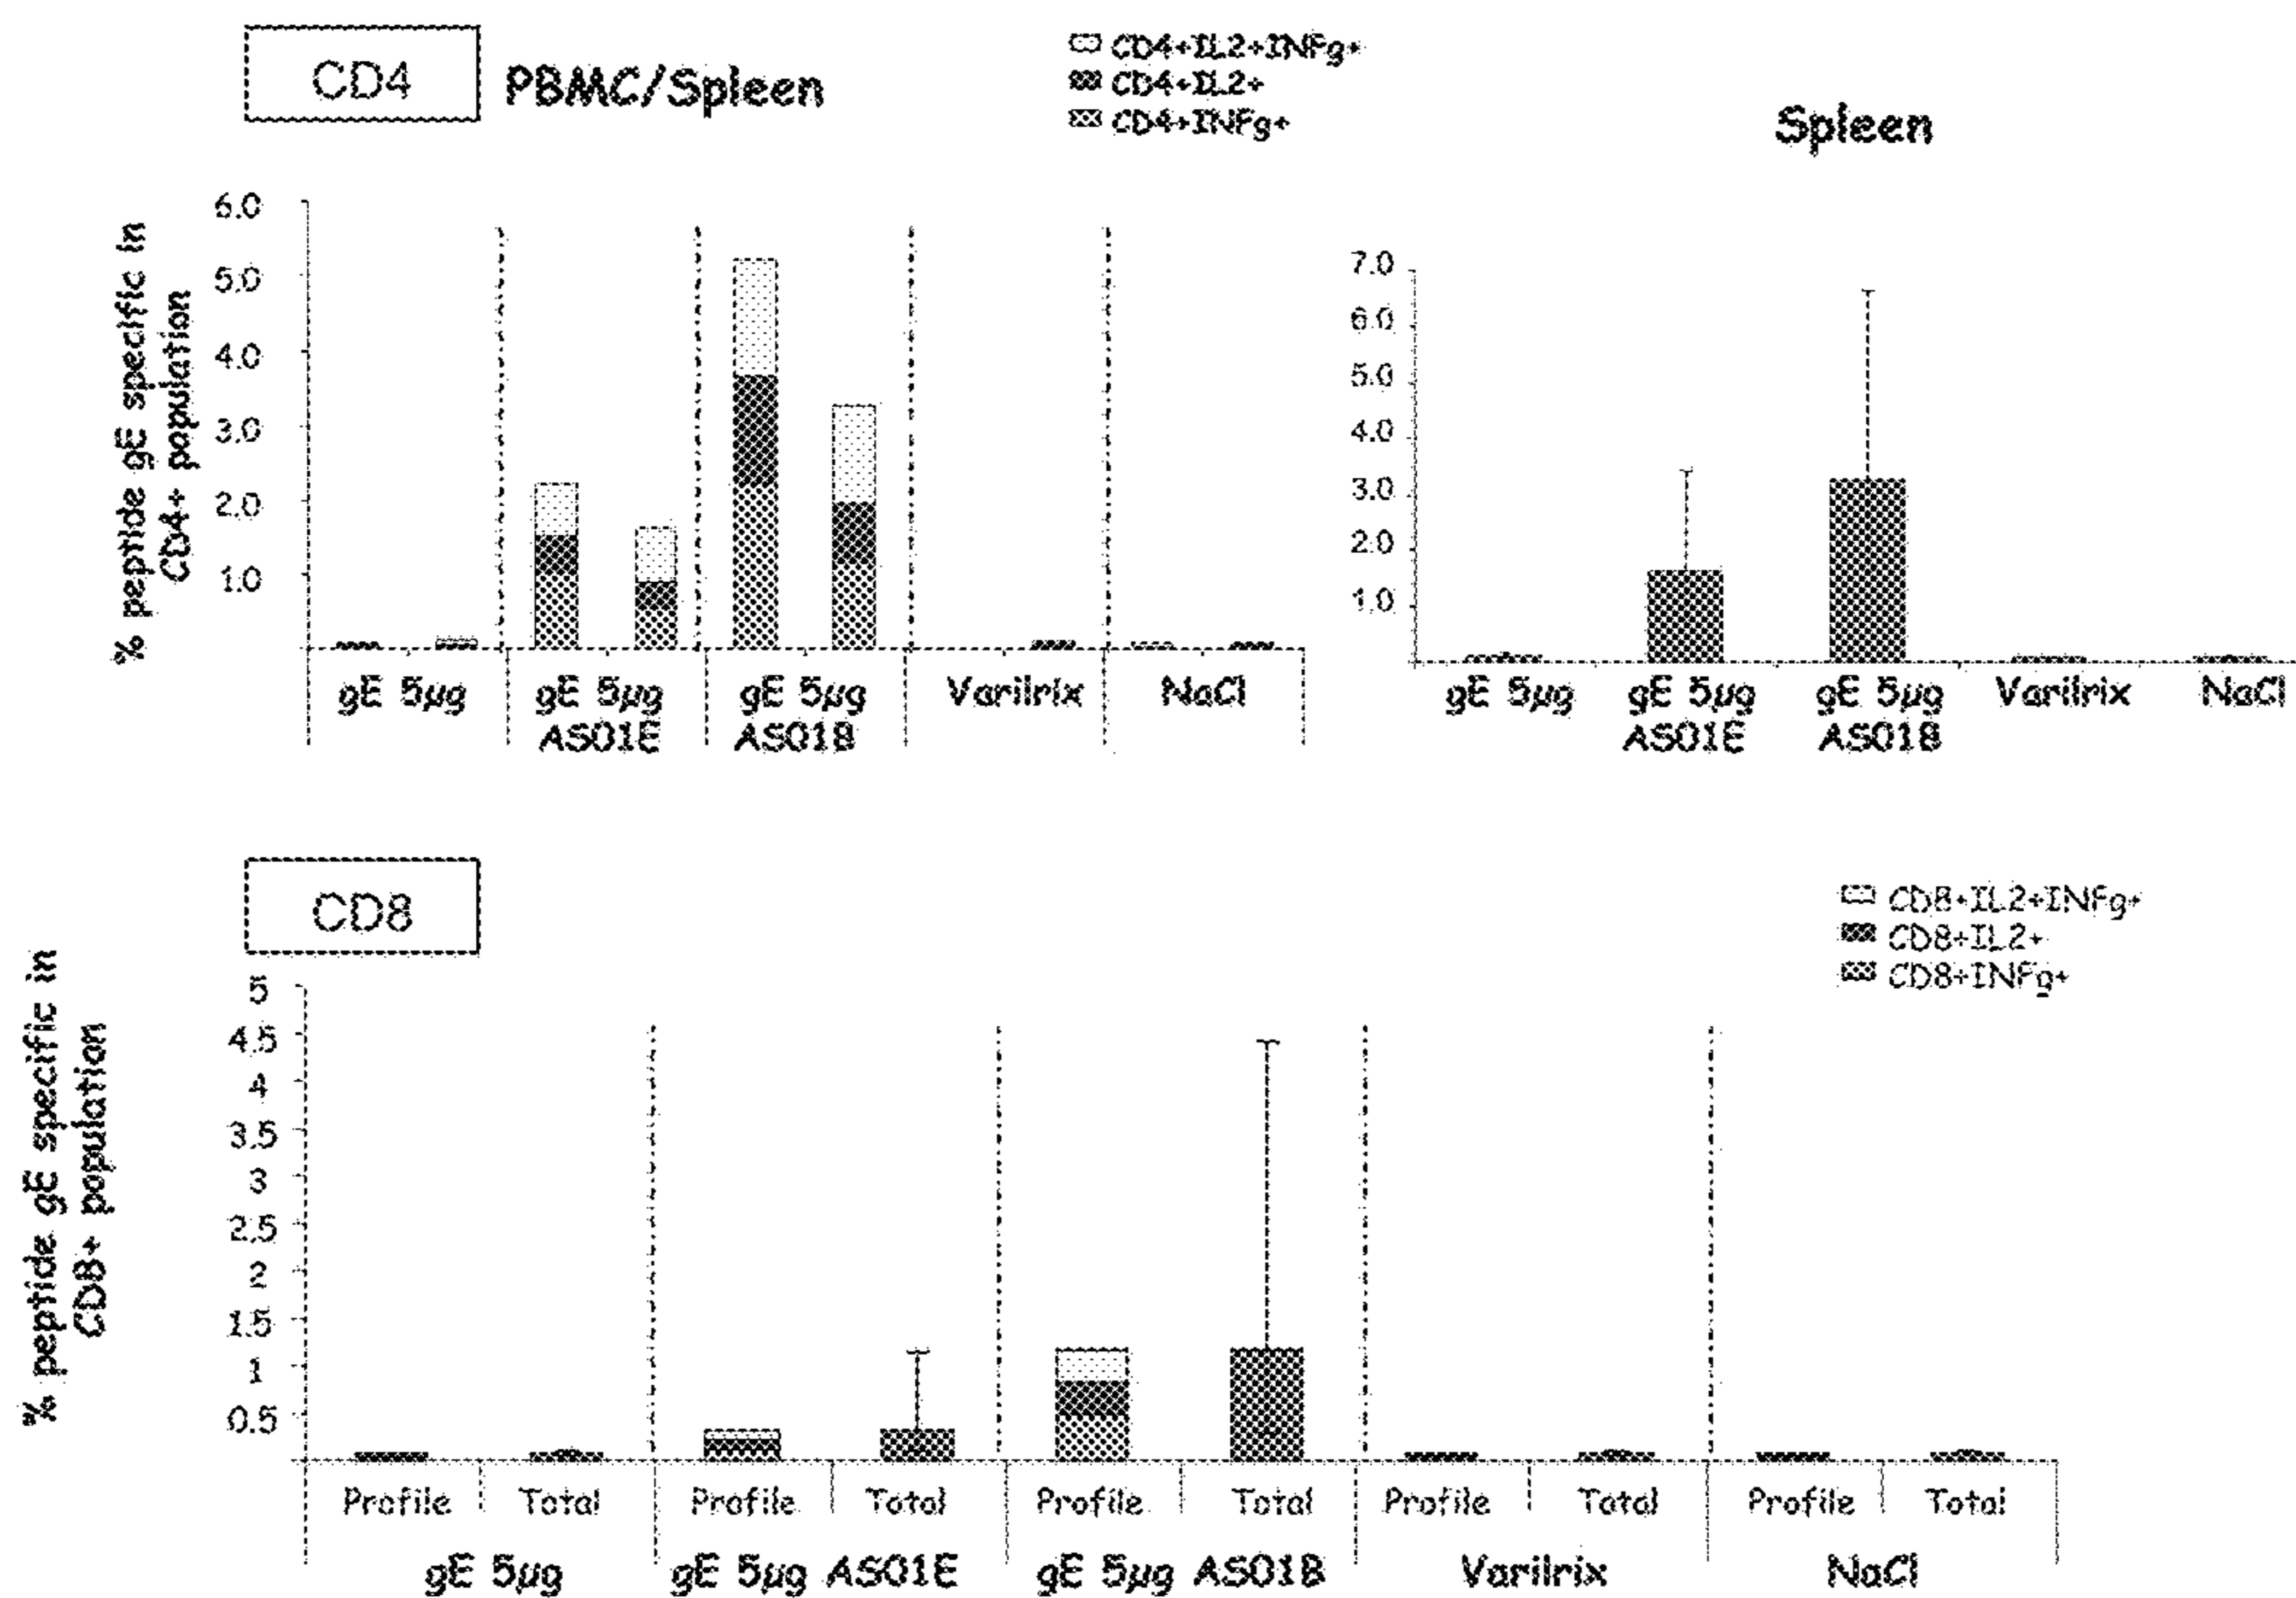 CD4
PBMC/Spleen
CD4+IL2+INFg+
CD4+IL2+
CD4+INFg+
Spleen
% peptide gE specific in
CD4+ population
6.0
5.0
4.0
3.0
2.0
1.0
gE 5µg
gE 5µg
AS01E
gE 5µg
AS01B
Varilrix
NaCl
7.0
6.0
5.0
4.0
3.0
2.0
1.0
gE 5µg
gE 5µg
AS01E
gE 5µg
AS01B
Varilrix
NaCl
CD8
CD8+IL2+INFg+
CD8+IL2+
CD8+INFg+
% peptide gE specific in
CD8+ population
5
4.5
4
3.5
3
2.5
2
1.5
1
0.5
Profile Total Profile Total Profile Total Profile Total Profile Total
gE 5µg gE 5µg AS01E gE 5µg AS01B Varilrix NaCl